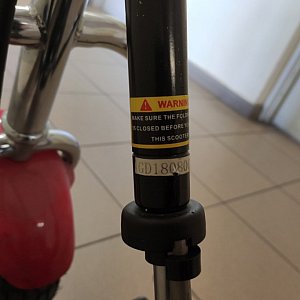 WARNIN
MAKE SURE THE FOLD
IS CLOSED BEFORE
THIS SCOOTER
GD18080